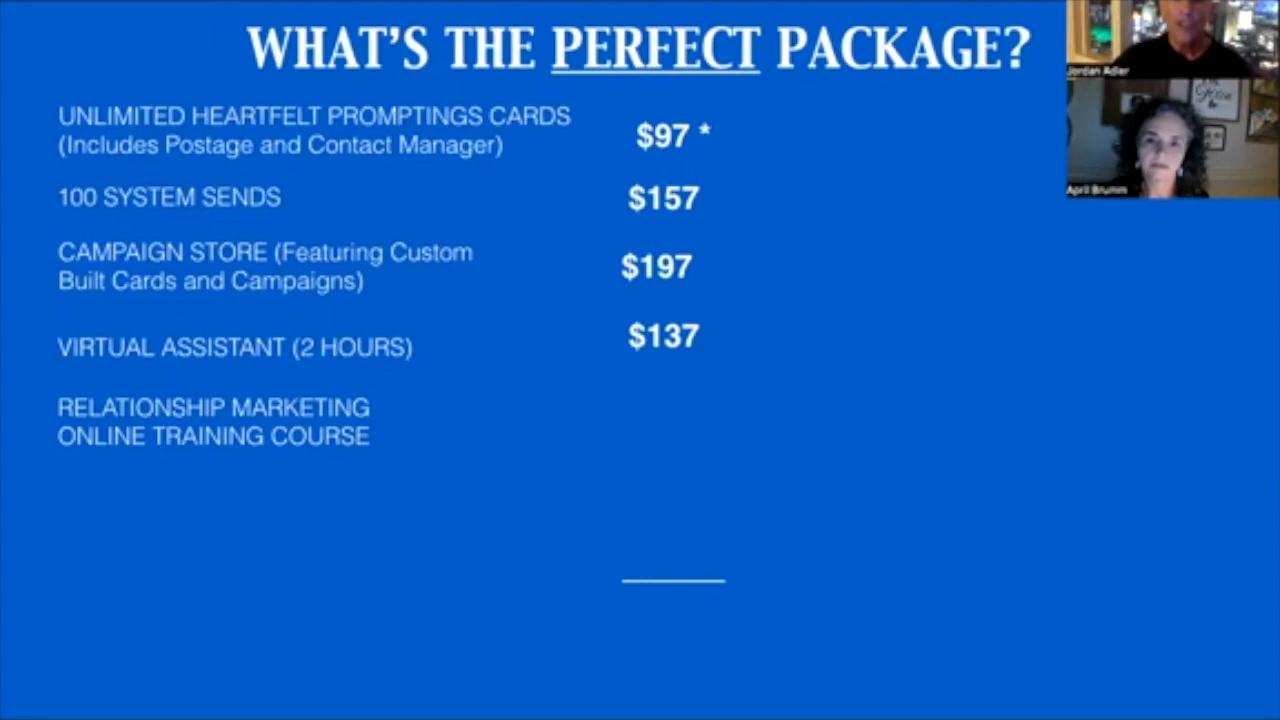 WHAT'S THE PERFECT PACKAGE?
UNLIMITED HEARTFELT PROMPTINGS CARDS
(Includes Postage and Contact Manager)
$97 *
100 SYSTEM SENDS
$157
CAMPAIGN STORE (Featuring Custom
Built Cards and Campaigns)
$197
VIRTUAL ASSISTANT (2 HOURS)
$137
RELATIONSHIP MARKETING
ONLINE TRAINING COURSE
Jordan Adler
April Brumm